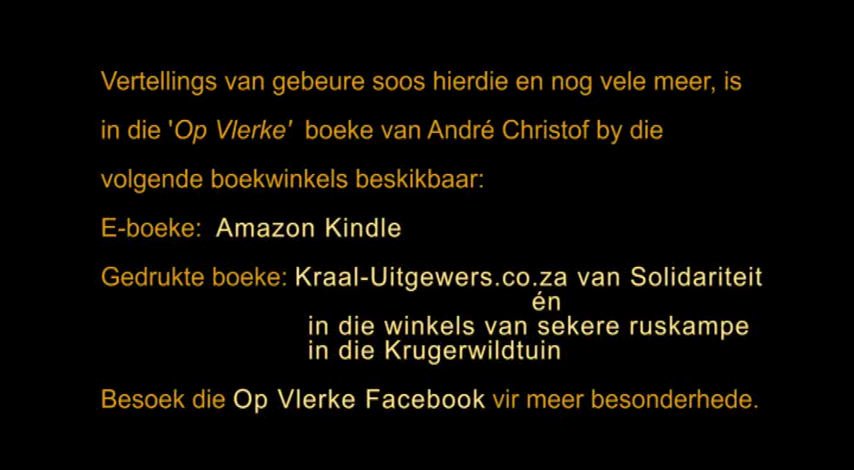 Vertellings van gebeure soos hierdie en nog vele meer, is
in die 'Op Vlerke' boeke van André Christof by die
volgende boekwinkels beskikbaar:
E-boeke: Amazon Kindle
Gedrukte boeke: Kraal-Uitgewers.co.za van Solidariteit
én
in die winkels van sekere ruskampe
in die Krugerwildtuin
Besoek die Op Vlerke Facebook vir meer besonderhede.